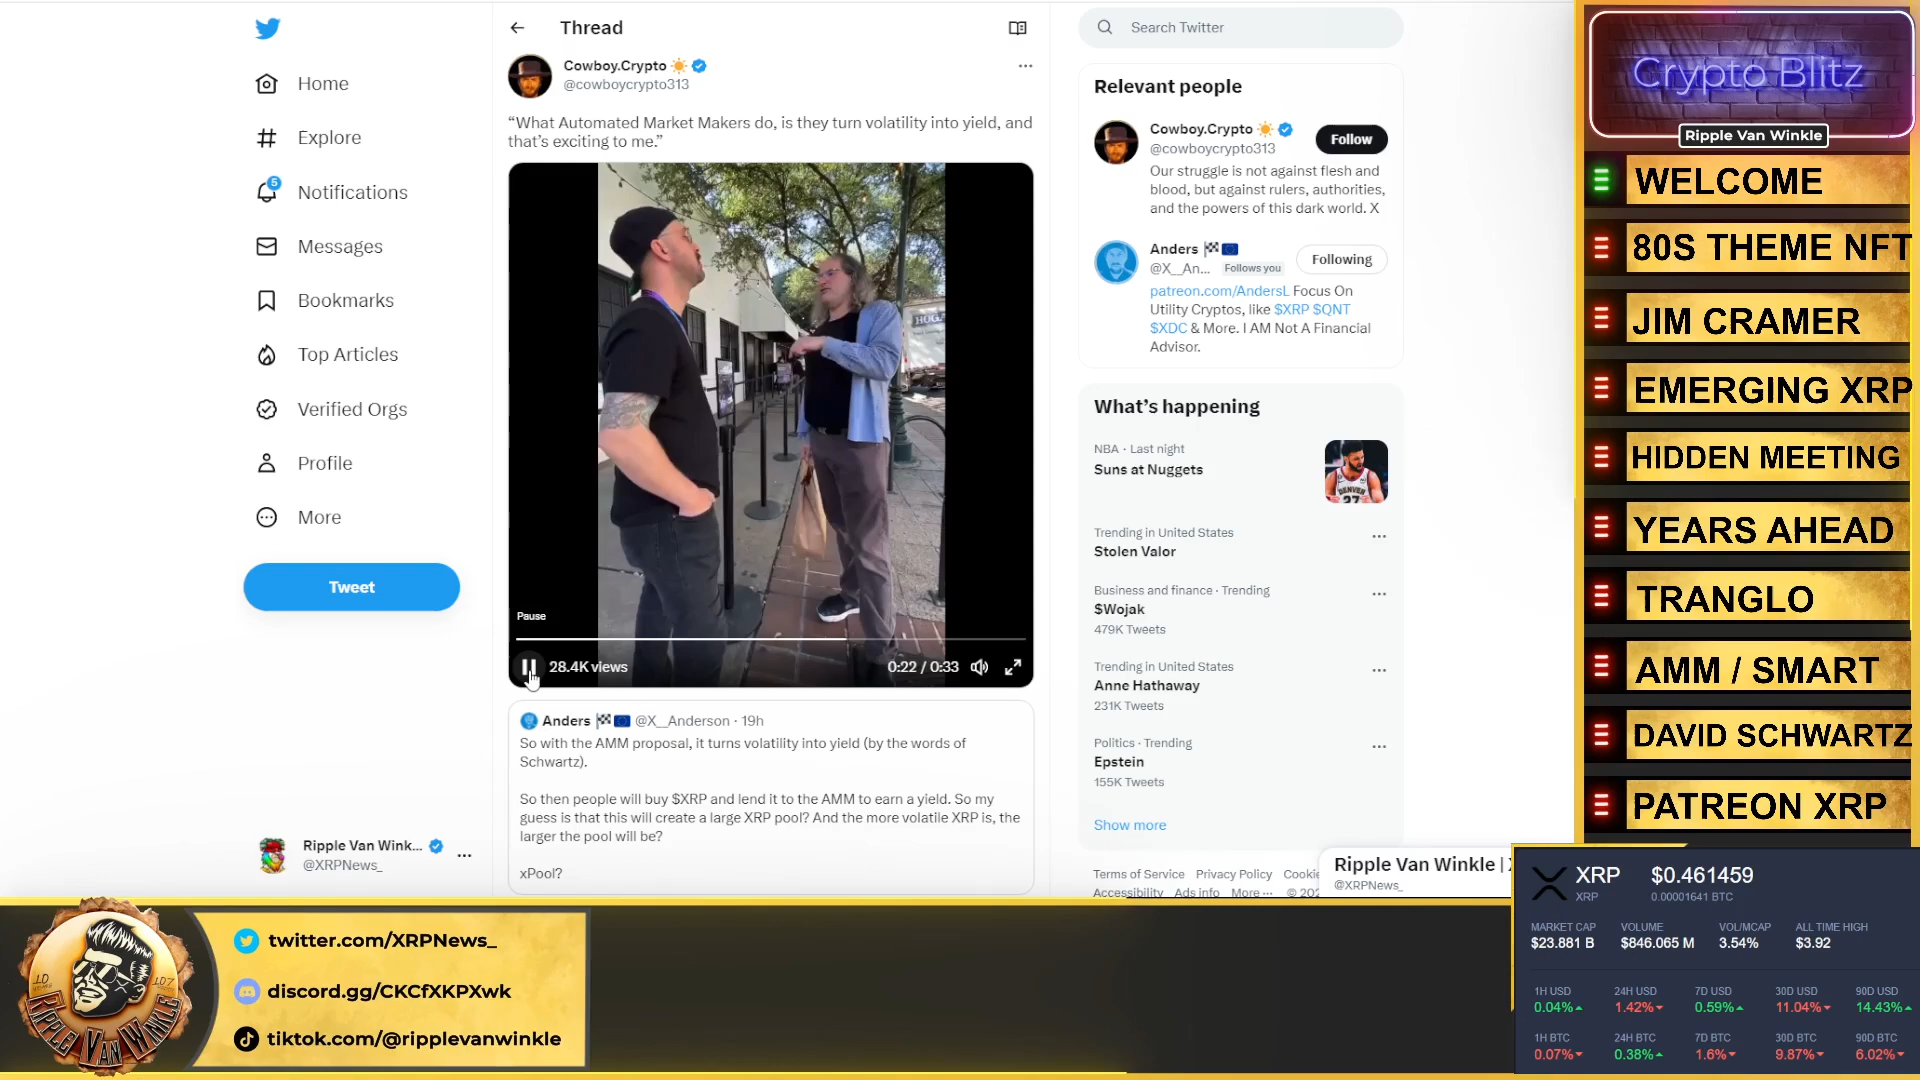 Home
Explore
5
Notifications
Messages
Bookmarks
Top Articles
Verified Orgs
Profile
More
Tweet
Ripple Van Wink...
@XRPNews_
Thread
Cowboy.Crypto
@cowboycrypto313
“What Automated Market Makers do, is they turn volatility into yield, and
that’s exciting to me.”
Pause
28.4K views
0:22 / 0:33
Anders @X__Anderson · 19h
So with the AMM proposal, it turns volatility into yield (by the words of
Schwartz).
So then people will buy $XRP and lend it to the AMM to earn a yield. So my
guess is that this will create a large XRP pool? And the more volatile XRP is, the
larger the pool will be?
xPool?
Search Twitter
Relevant people
Cowboy.Crypto
@cowboycrypto313
Follow
Our struggle is not against flesh and
blood, but against rulers, authorities,
and the powers of this dark world. X
Anders
@X__An... Follows you
Following
patreon.com/AndersL Focus On
Utility Cryptos, like $XRP $QNT
$XDC & More. I AM Not A Financial
Advisor.
What’s happening
NBA · Last night
Suns at Nuggets
DENVER
27
Trending in United States
Stolen Valor
Business and finance · Trending
$Wojak
479K Tweets
Trending in United States
Anne Hathaway
231K Tweets
Politics · Trending
Epstein
155K Tweets
Show more
Terms of Service Privacy Policy Cookie
Accessibility Ads info More ··· © 202
Ripple Van Winkle |
@XRPNews_
Crypto Blitz
Ripple Van Winkle
WELCOME
80S THEME NFT
JIM CRAMER
EMERGING XRP
HIDDEN MEETING
YEARS AHEAD
TRANGLO
AMM / SMART
DAVID SCHWARTZ
PATREON XRP
XRP $0.461459
XRP 0.00001641 BTC
MARKET CAP VOLUME VOL/MCAP ALL TIME HIGH
$23.881 B $846.065 M 3.54% $3.92
1H USD 24H USD 7D USD 30D USD 90D USD
0.04% 1.42% 0.59% 11.04% 14.43%
1H BTC 24H BTC 7D BTC 30D BTC 90D BTC
0.07% 0.38% 1.6% 9.87% 6.02%
RIPPLE VAN WINKLE
twitter.com/XRPNews_
discord.gg/CKCfXKPXwk
tiktok.com/@ripplevanwinkle